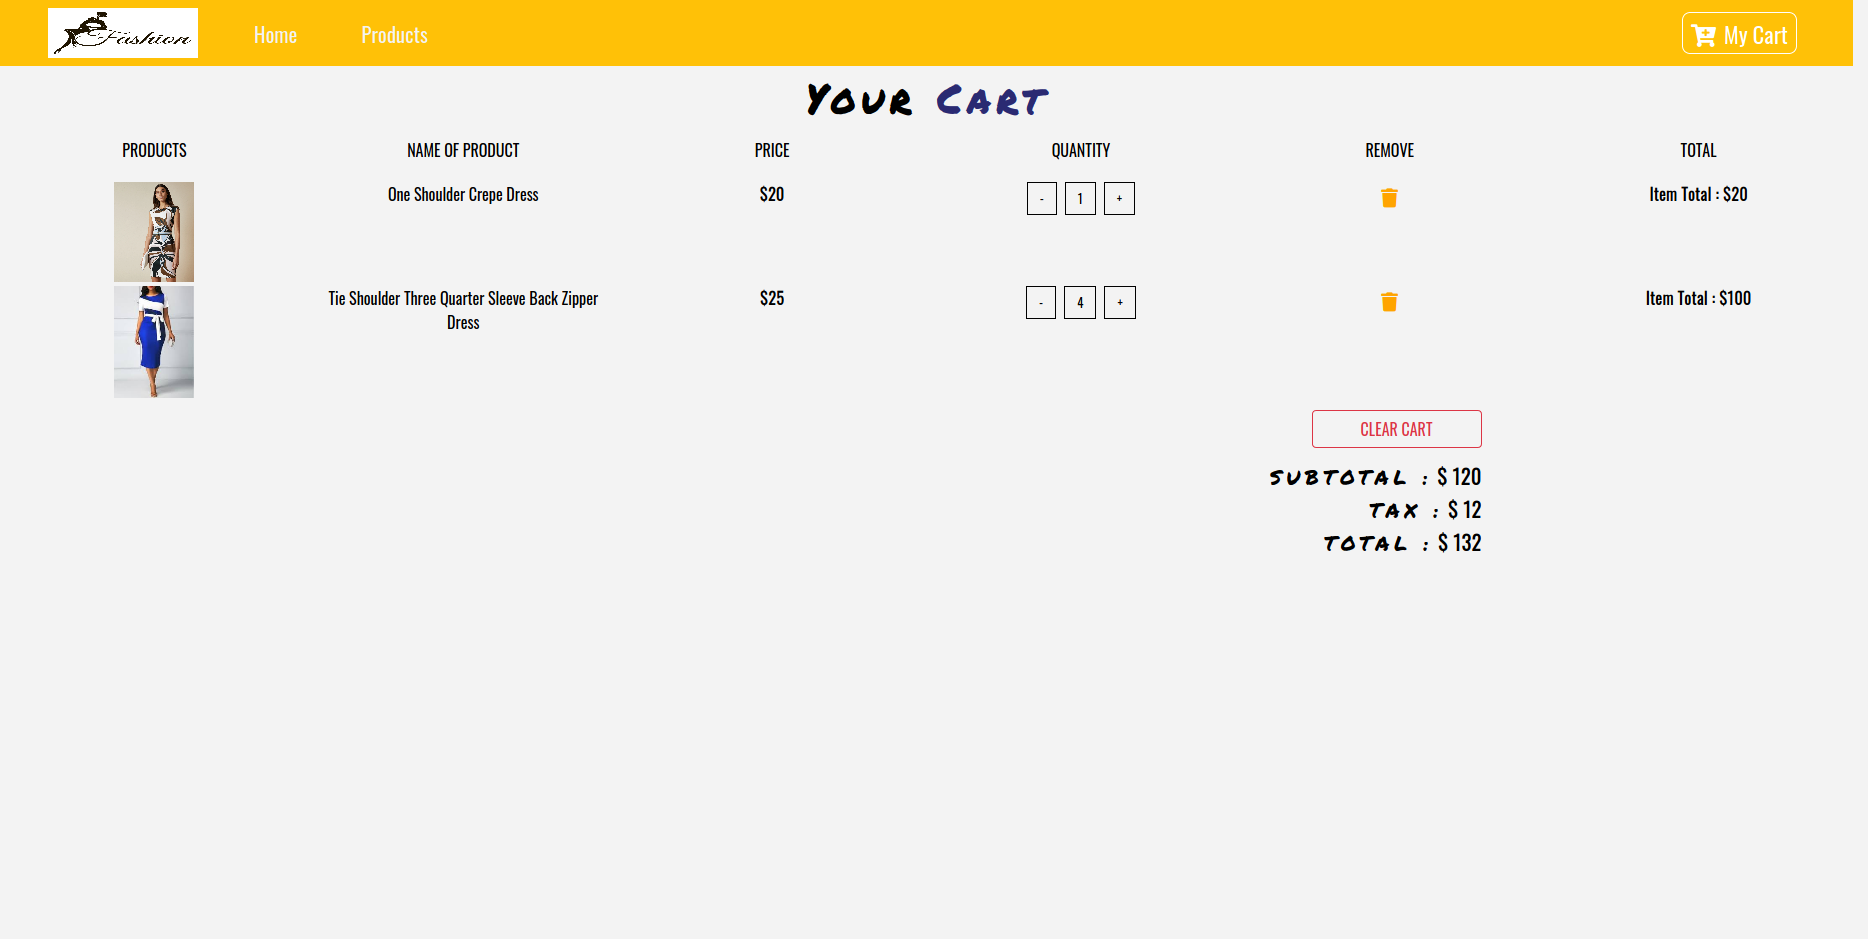 Fashion
Home Products My Cart
Your Cart
PRODUCTS NAME OF PRODUCT PRICE QUANTITY REMOVE TOTAL
One Shoulder Crepe Dress $20 - 1 + Item Total : $20
Tie Shoulder Three Quarter Sleeve Back Zipper $25 - 4 + Item Total : $100
Dress
CLEAR CART
SUBTOTAL : $ 120
TAX : $ 12
TOTAL : $ 132